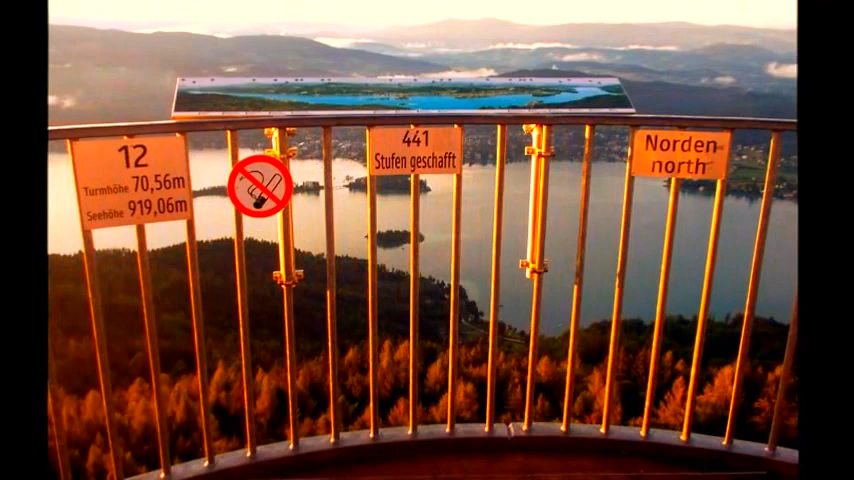 12
Turmhöhe 70,56m
Seehöhe 919,06m
441
Stufen geschafft
Norden
north